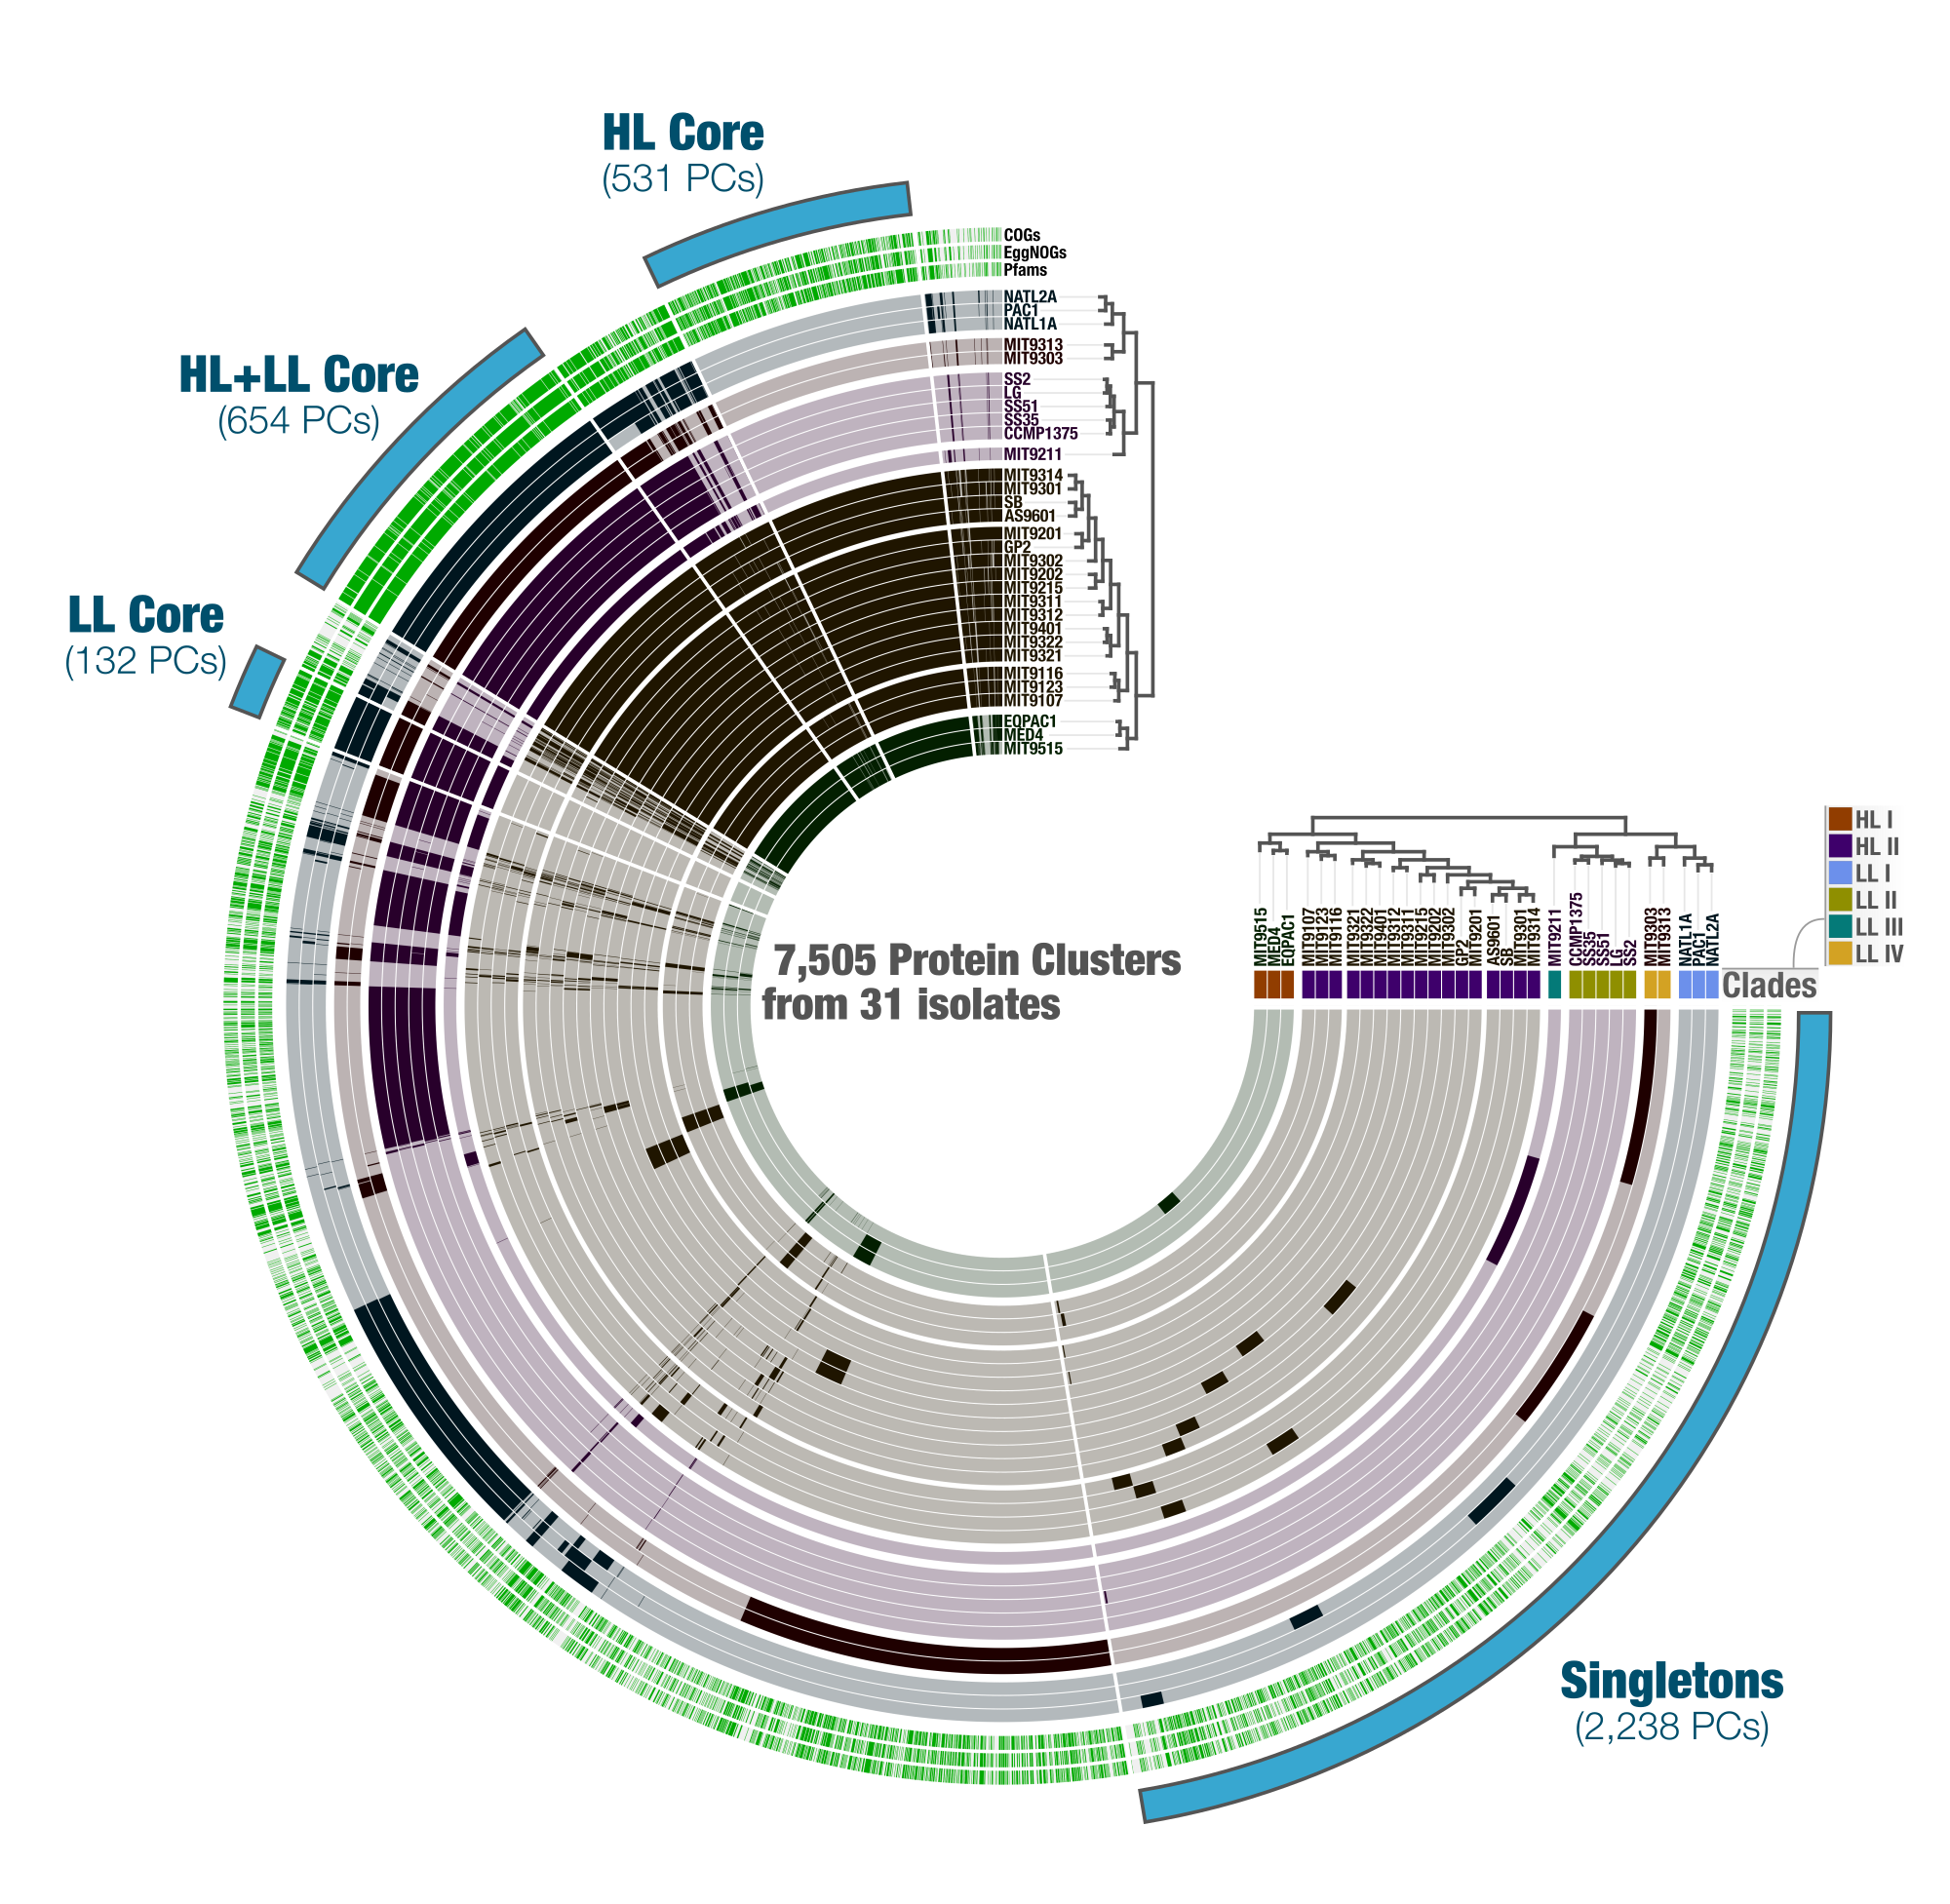 HL Core
(531 PCs)
HL+LL Core
(654 PCs)
LL Core
(132 PCs)
COGs
EggNOGs
Pfams
NATL2A
PAC1
NATL1A
MIT9313
MIT9303
SS2
LG
SS51
SS35
CCMP1375
MIT9211
MIT9314
MIT9301
SB
AS9601
MIT9201
GP2
MIT9302
MIT9202
MIT9215
MIT9311
MIT9312
MIT9401
MIT9322
MIT9321
MIT9116
MIT9123
MIT9107
EQPAC1
MED4
MIT9515
7,505 Protein Clusters
from 31 isolates
MIT9515
MED4
EQPAC1
MIT9107
MIT9123
MIT9116
MIT9321
MIT9322
MIT9401
MIT9312
MIT9311
MIT9215
MIT9202
MIT9302
GP2
MIT9201
AS9601
SB
MIT9301
MIT9314
MIT9211
CCMP1375
SS35
SS51
LG
SS2
MIT9303
MIT9313
NATL1A
PAC1
NATL2A
Clades
HL I
HL II
LL I
LL II
LL III
LL IV
Singletons
(2,238 PCs)